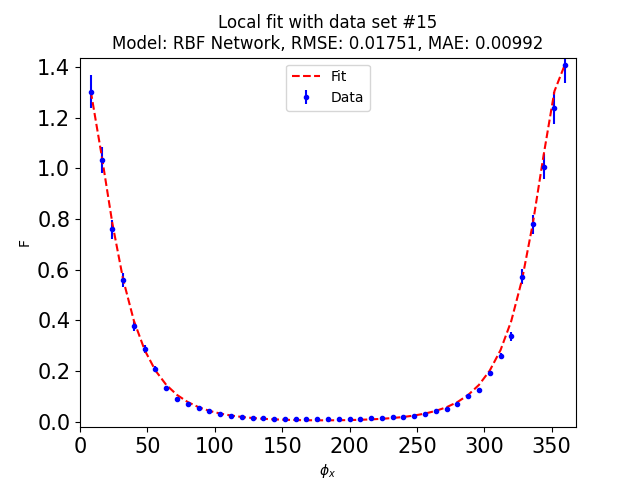 Local fit with data set #15
Model: RBF Network, RMSE: 0.01751, MAE: 0.00992
Fit
Data
F
1.4
1.2
1.0
0.8
0.6
0.4
0.2
0.0
0 50 100 150 200 250 300 350
ϕₓ